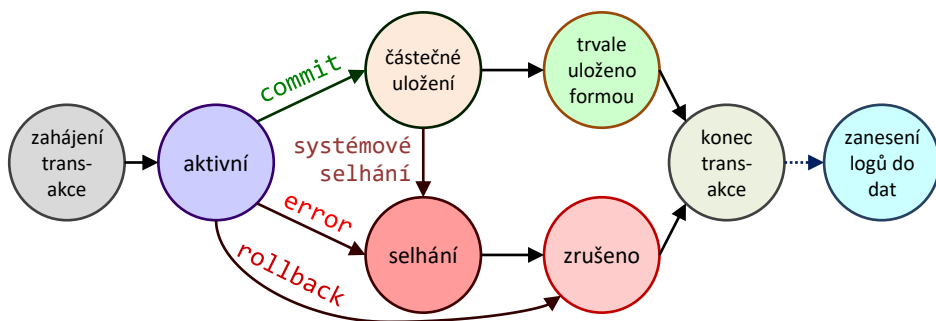 zahájení
trans-
akce
aktivní
commit
částečné
uložení
trvale
uloženo
formou
systémové
selhání
error
rollback
selhání
zrušeno
konec
trans-
akce
zanesení
logů do
dat